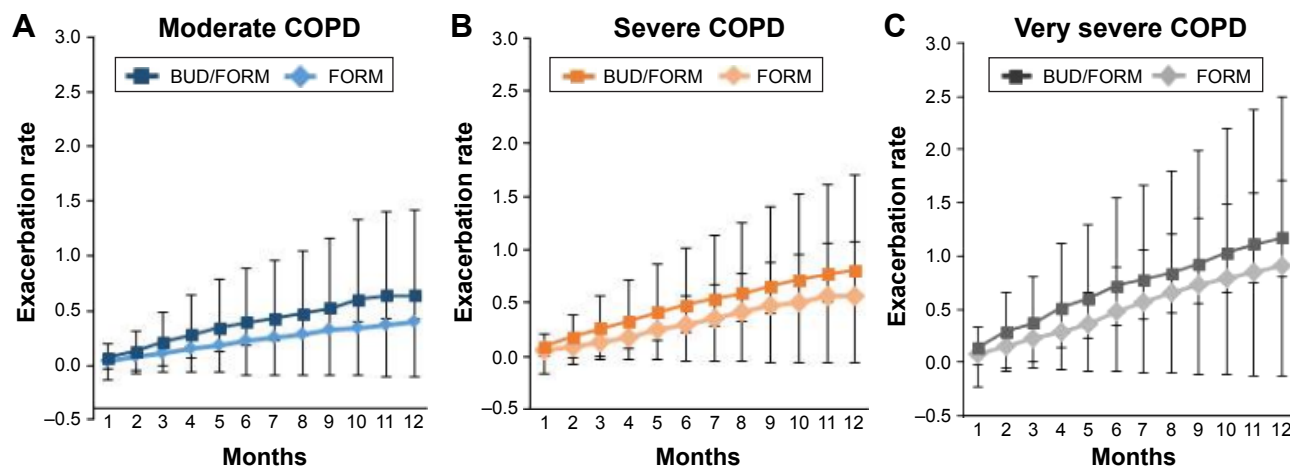 A Moderate COPD
3.0
2.5
2.0
1.5
1.0
0.5
0.0
–0.5
Exacerbation rate
BUD/FORM FORM
1 2 3 4 5 6 7 8 9 10 11 12
Months
B Severe COPD
3.0
2.5
2.0
1.5
1.0
0.5
0.0
–0.5
Exacerbation rate
BUD/FORM FORM
1 2 3 4 5 6 7 8 9 10 11 12
Months
C Very severe COPD
3.0
2.5
2.0
1.5
1.0
0.5
0.0
–0.5
Exacerbation rate
BUD/FORM FORM
1 2 3 4 5 6 7 8 9 10 11 12
Months